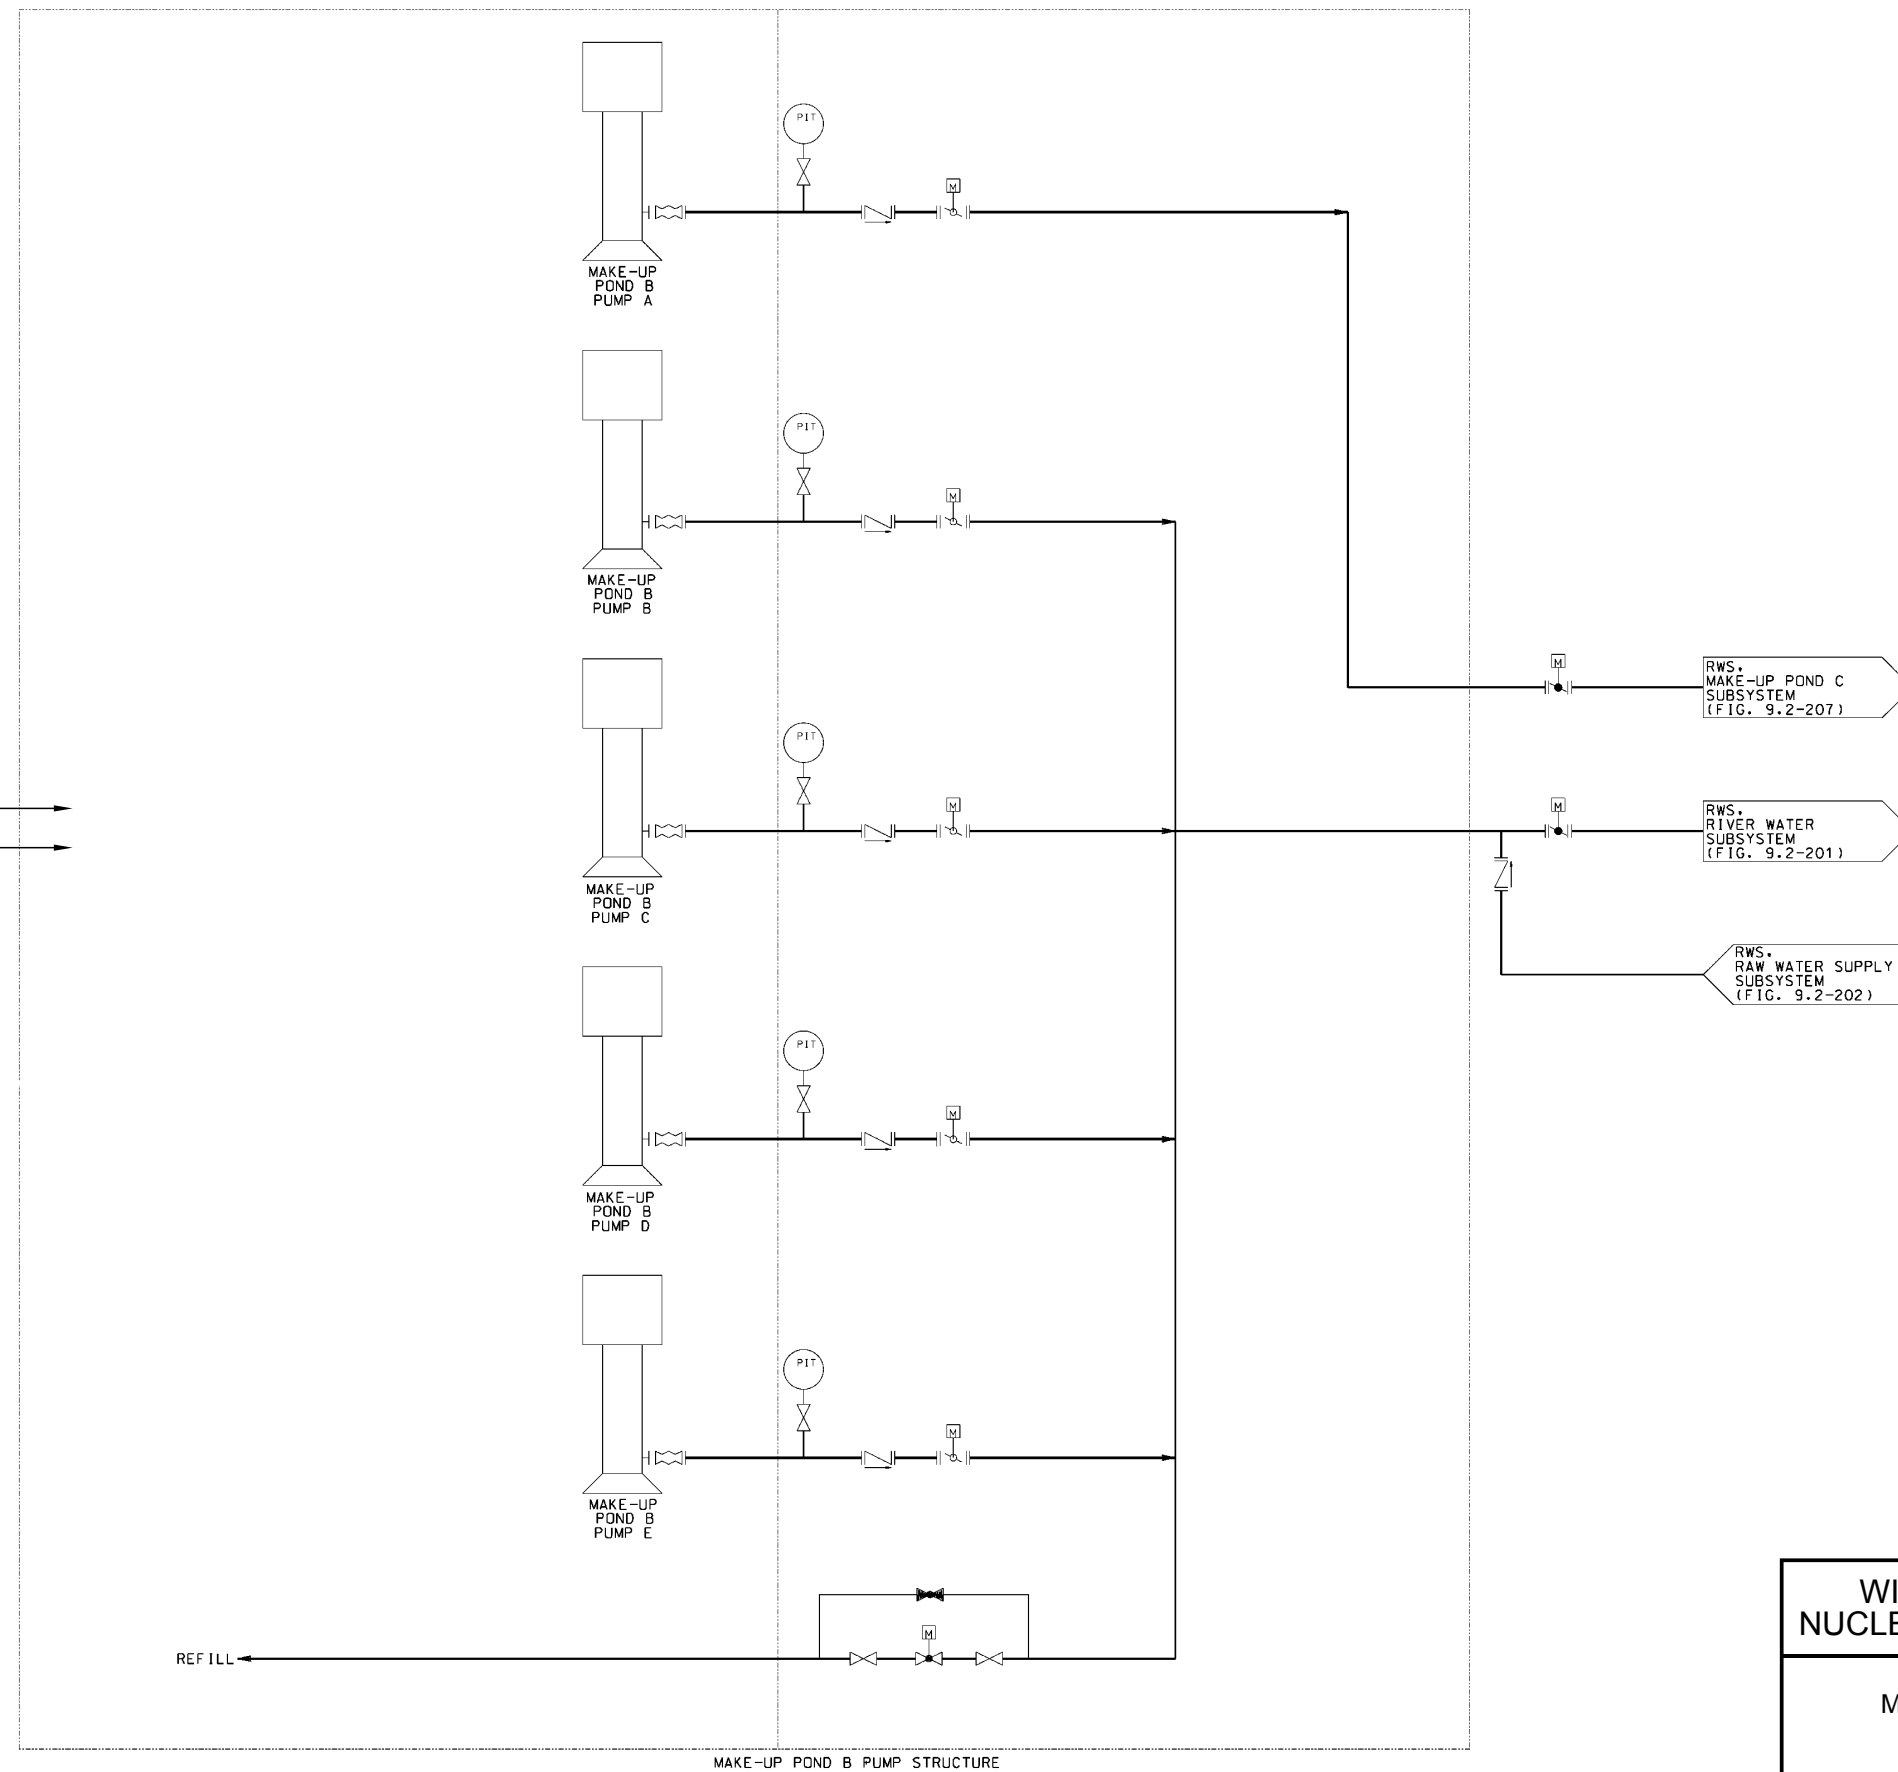 PIT
M
MAKE-UP
POND B
PUMP A
PIT
M
MAKE-UP
POND B
PUMP B
M
RWS,
MAKE-UP POND C
SUBSYSTEM
(FIG. 9.2-207)
PIT
M
MAKE-UP
POND B
PUMP C
M
RWS,
RIVER WATER
SUBSYSTEM
(FIG. 9.2-201)
RWS,
RAW WATER SUPPLY
SUBSYSTEM
(FIG. 9.2-202)
PIT
M
MAKE-UP
POND B
PUMP D
PIT
M
MAKE-UP
POND B
PUMP E
M
REFILL
MAKE-UP POND B PUMP STRUCTURE
WI
NUCLE
M